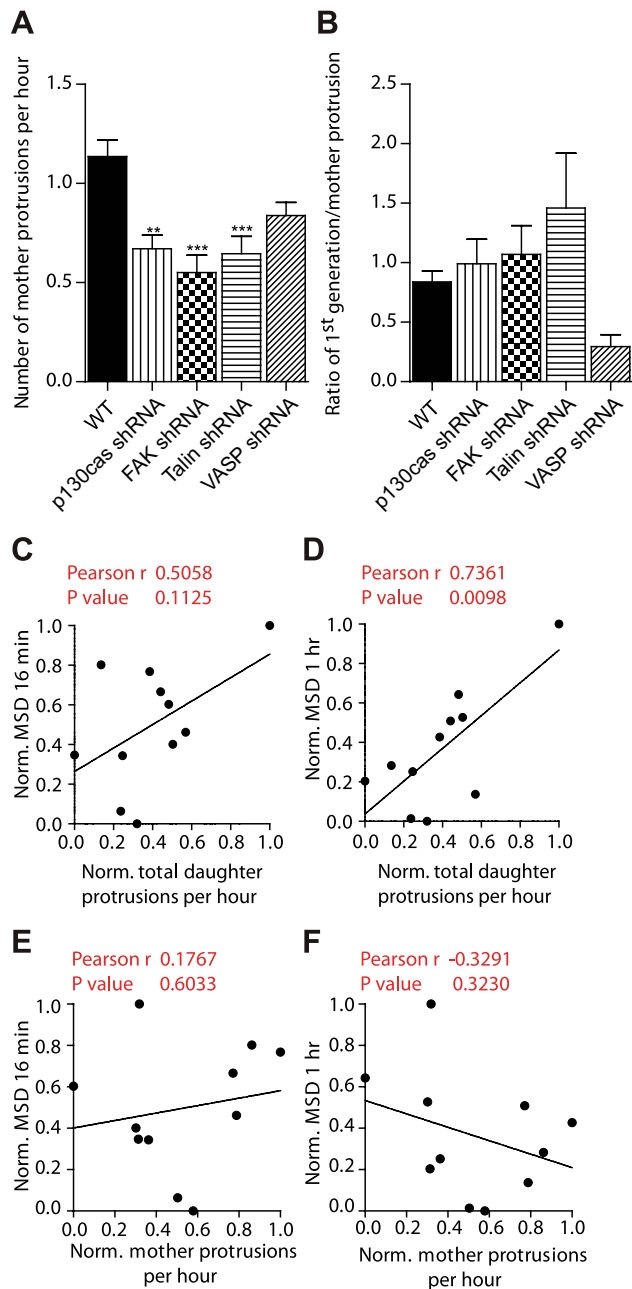 A
Number of mother protrusions per hour
1.5
1.0
0.5
0.0
**
***
***
WT
p130cas shRNA
FAK shRNA
Talin shRNA
VASP shRNA
B
Ratio of 1st generation/mother protrusion
2.5
2.0
1.5
1.0
0.5
0.0
WT
p130cas shRNA
FAK shRNA
Talin shRNA
VASP shRNA
C
Pearson r 0.5058
P value 0.1125
Norm. MSD 16 min
1.0
0.8
0.6
0.4
0.2
0.0
0.0 0.2 0.4 0.6 0.8 1.0
Norm. total daughter
protrusions per hour
D
Pearson r 0.7361
P value 0.0098
Norm. MSD 1 hr
1.0
0.8
0.6
0.4
0.2
0.0
0.0 0.2 0.4 0.6 0.8 1.0
Norm. total daughter
protrusions per hour
E
Pearson r 0.1767
P value 0.6033
Norm. MSD 16 min
1.0
0.8
0.6
0.4
0.2
0.0
0.0 0.2 0.4 0.6 0.8 1.0
Norm. mother protrusions
per hour
F
Pearson r -0.3291
P value 0.3230
Norm. MSD 1 hr
1.0
0.8
0.6
0.4
0.2
0.0
0.0 0.2 0.4 0.6 0.8 1.0
Norm. mother protrusions
per hour